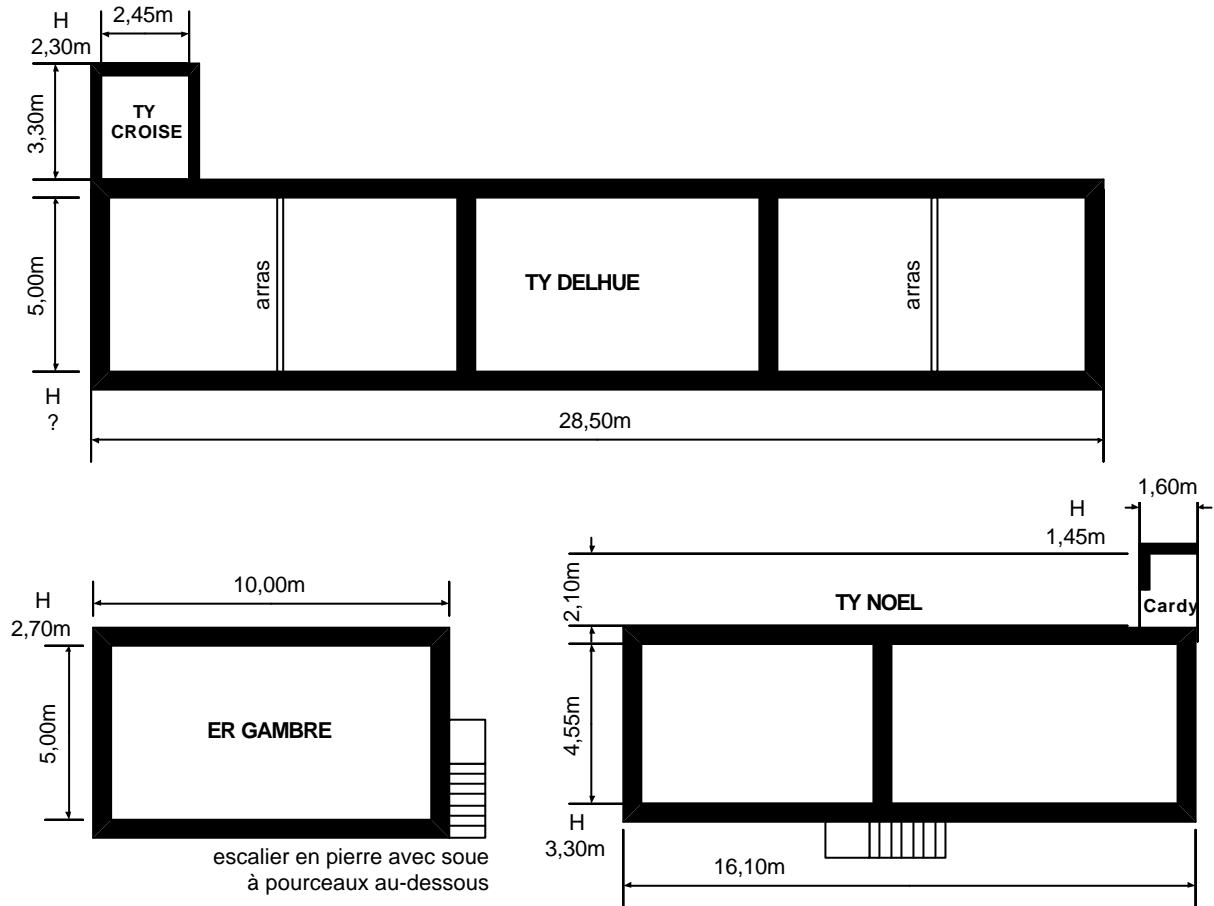 H
2,45m
2,30m
3,30m
TY
CROISE
5,00m
arras
TY DELHUE
arras
H
?
28,50m
1,60m
H
1,45m
10,00m
H
2,70m
2,10m
TY NOEL
Cardy
5,00m
ER GAMBRE
4,55m
H
3,30m
escalier en pierre avec soue
à pourceaux au-dessous
16,10m